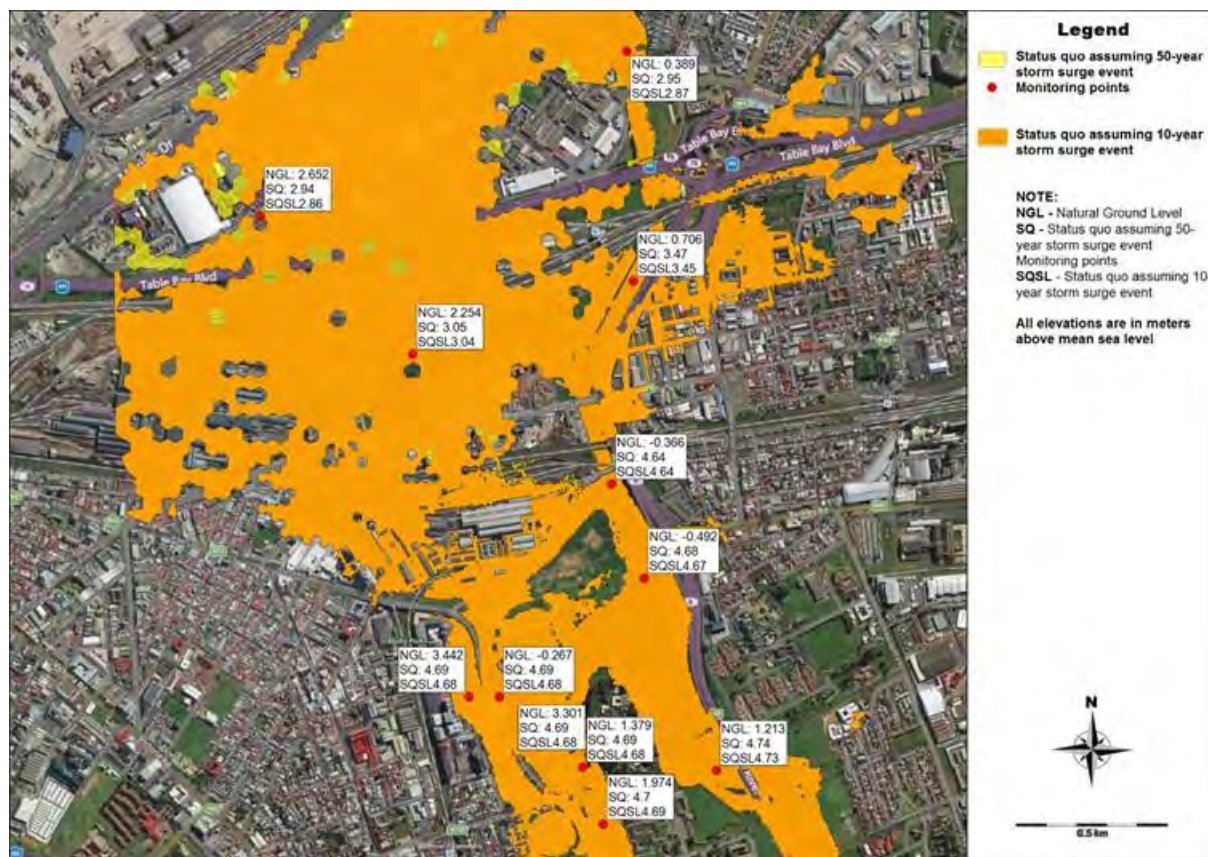 NGL: 0.389
SQ: 2.95
SQSL2.87
Table Bay B
Table Bay Blvd
Dr
NGL: 2.652
SQ: 2.94
SQSL2.86
Table Bay Blvd
NGL: 0.706
SQ: 3.47
SQSL3.45
NGL: 2.254
SQ: 3.05
SQSL3.04
NGL: -0.366
SQ: 4.64
SQSL4.64
NGL: -0.492
SQ: 4.68
SQSL4.67
NGL: 3.442
SQ: 4.69
SQSL4.68
NGL: -0.267
SQ: 4.69
SQSL4.68
NGL: 3.301
SQ: 4.69
SQSL4.68
NGL: 1.379
SQ: 4.69
SQSL4.68
NGL: 1.213
SQ: 4.74
SQSL4.73
NGL: 1.974
SQ: 4.7
SQSL4.69
Legend
Status quo assuming 50-year
storm surge event
Monitoring points
Status quo assuming 10-year
storm surge event
NOTE:
NGL - Natural Ground Level
SQ - Status quo assuming 50-
year storm surge event
Monitoring points
SQSL - Status quo assuming 10-
year storm surge event
All elevations are in meters
above mean sea level
N
0.5 km